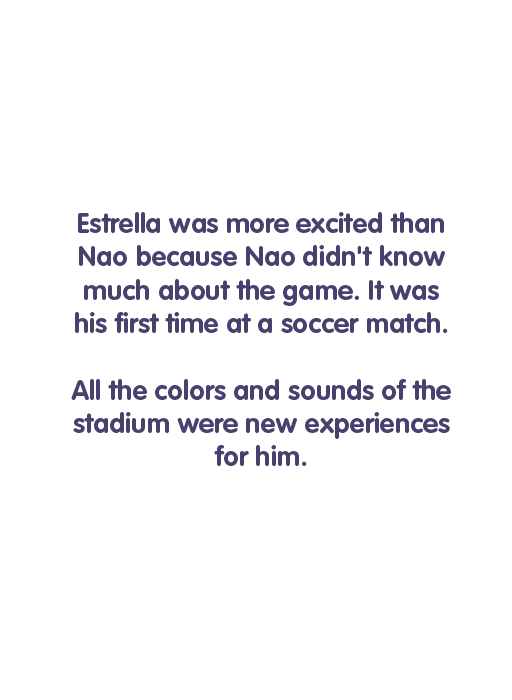 Estrella was more excited than
Nao because Nao didn't know
much about the game. It was
his first time at a soccer match.
All the colors and sounds of the
stadium were new experiences
for him.